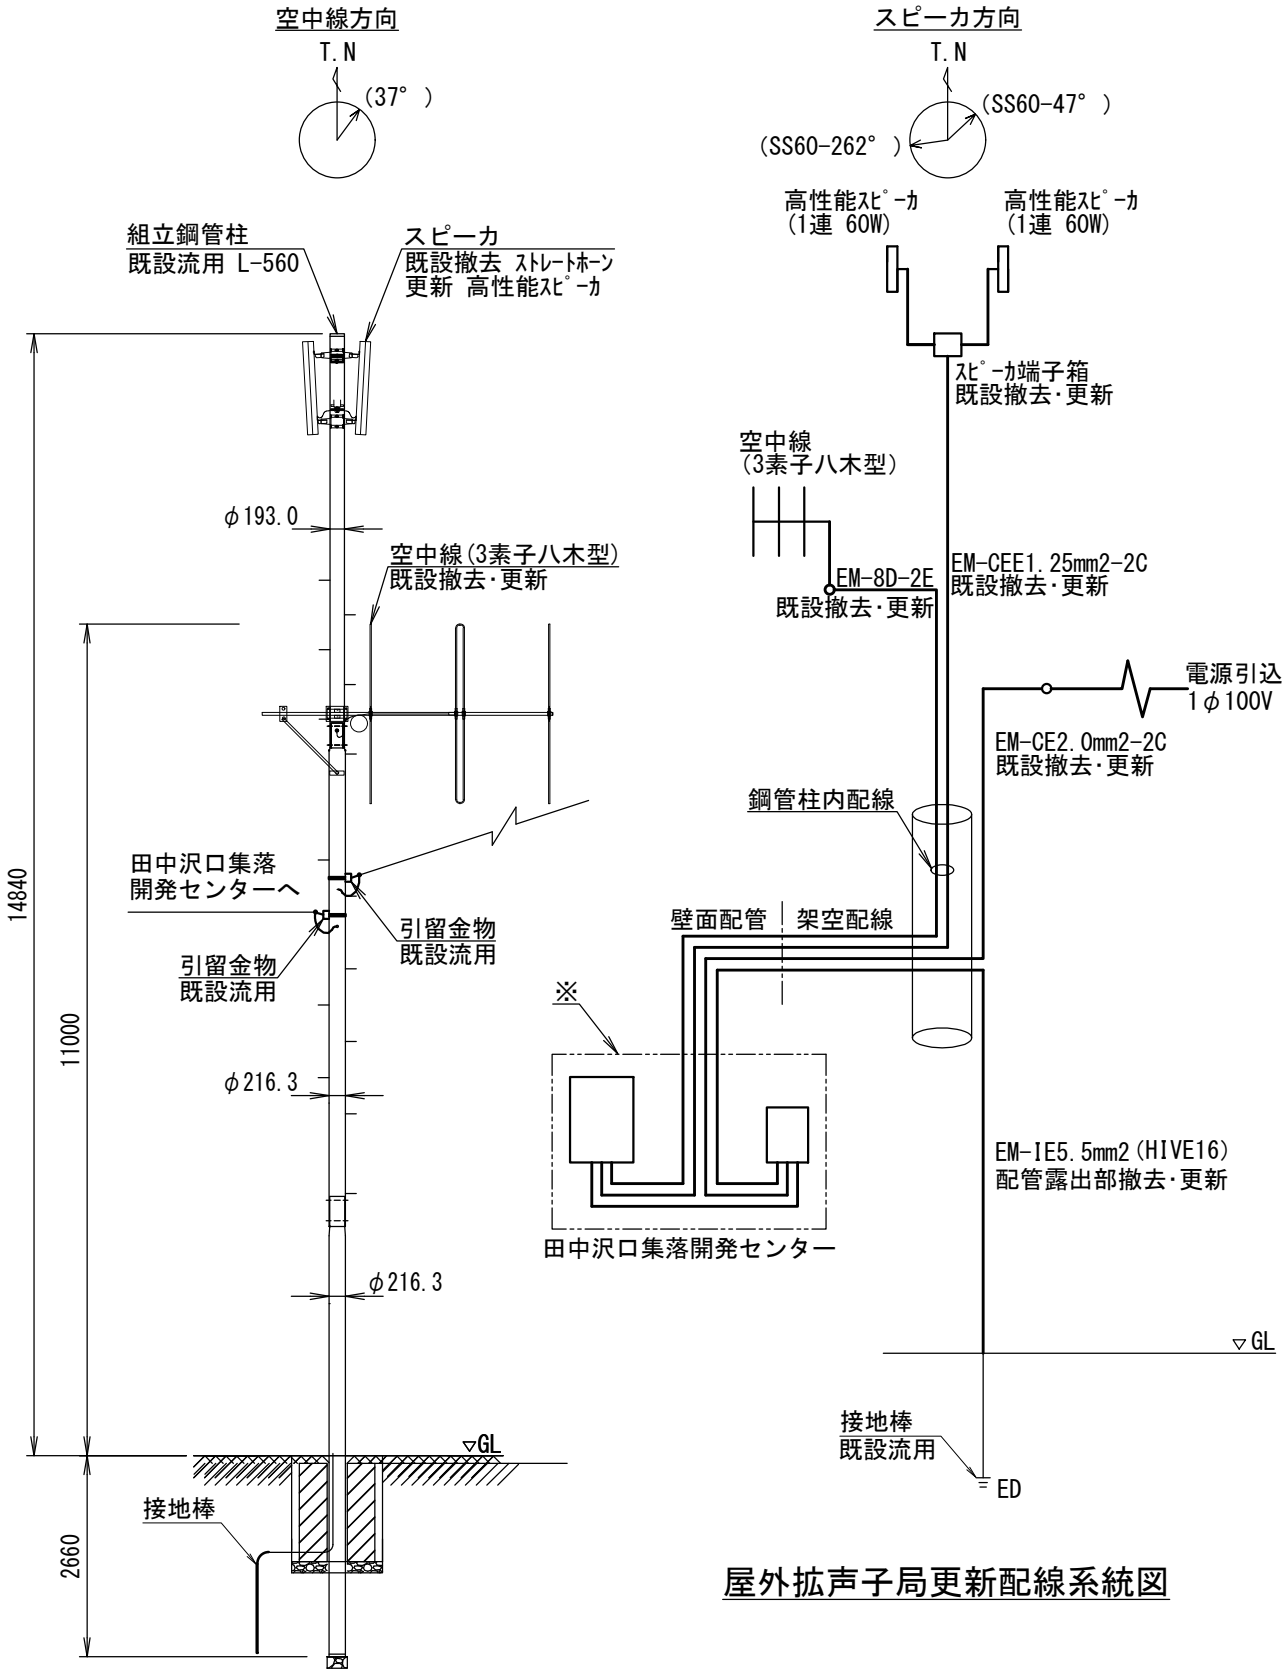 空中線方向
T.N
(37°)
スピーカ方向
T.N
(SS60-47°)
(SS60-262°)
高性能ｽﾋﾟｰｶ
(1連 60W)
高性能ｽﾋﾟｰｶ
(1連 60W)
組立鋼管柱
既設流用 L-560
スピーカ
既設撤去 ｽﾄﾚｰﾄﾎｰﾝ
更新 高性能ｽﾋﾟｰｶ
ｽﾋﾟｰｶ端子箱
既設撤去・更新
空中線
(3素子八木型)
φ193.0
空中線(3素子八木型)
既設撤去・更新
EM-8D-2E
既設撤去・更新
EM-CEE1.25mm2-2C
既設撤去・更新
電源引込
1φ100V
EM-CE2.0mm2-2C
既設撤去・更新
鋼管柱内配線
田中沢口集落
開発センターへ
14840
引留金物
既設流用
引留金物
既設流用
壁面配管
架空配線
※
11000
φ216.3
EM-IE5.5mm2(HIVE16)
配管露出部撤去・更新
田中沢口集落開発センター
φ216.3
▽GL
接地棒
既設流用
ED
▽GL
接地棒
2660
屋外拡声子局更新配線系統図